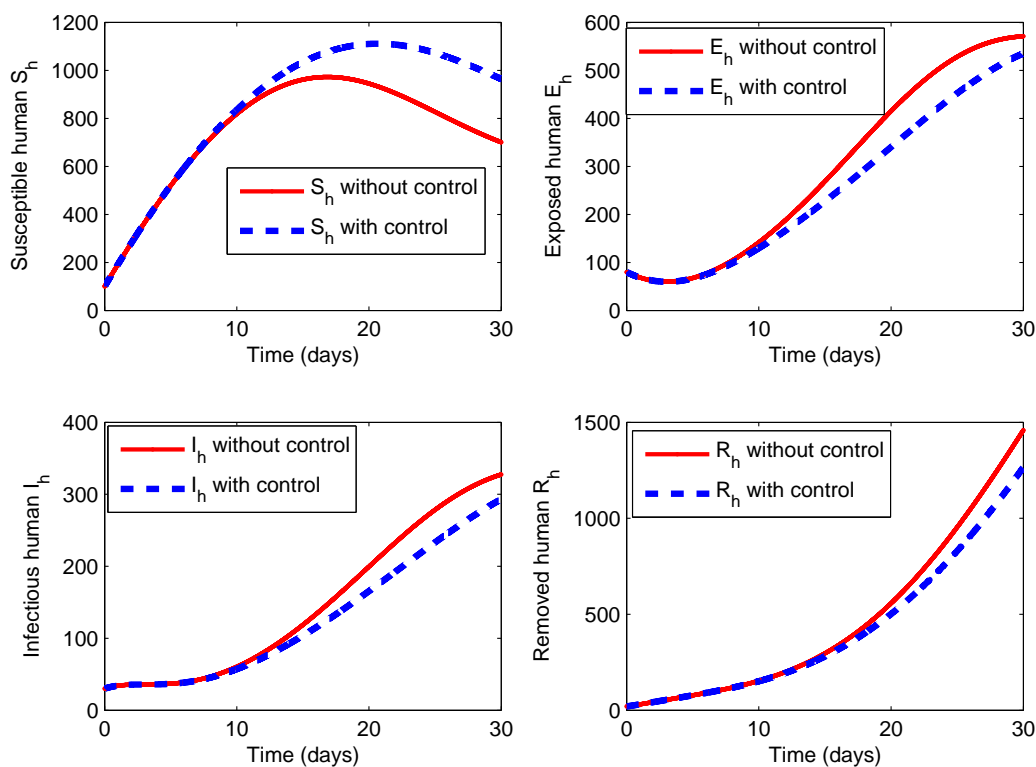 Susceptible human S_h
1200
1000
800
600
400
200
0
S_h without control
S_h with control
0 10 20 30
Time (days)
Exposed human E_h
600
500
400
300
200
100
0
E_h without control
E_h with control
0 10 20 30
Time (days)
Infectious human I_h
400
300
200
100
0
I_h without control
I_h with control
0 10 20 30
Time (days)
Removed human R_h
1500
1000
500
0
R_h without control
R_h with control
0 10 20 30
Time (days)